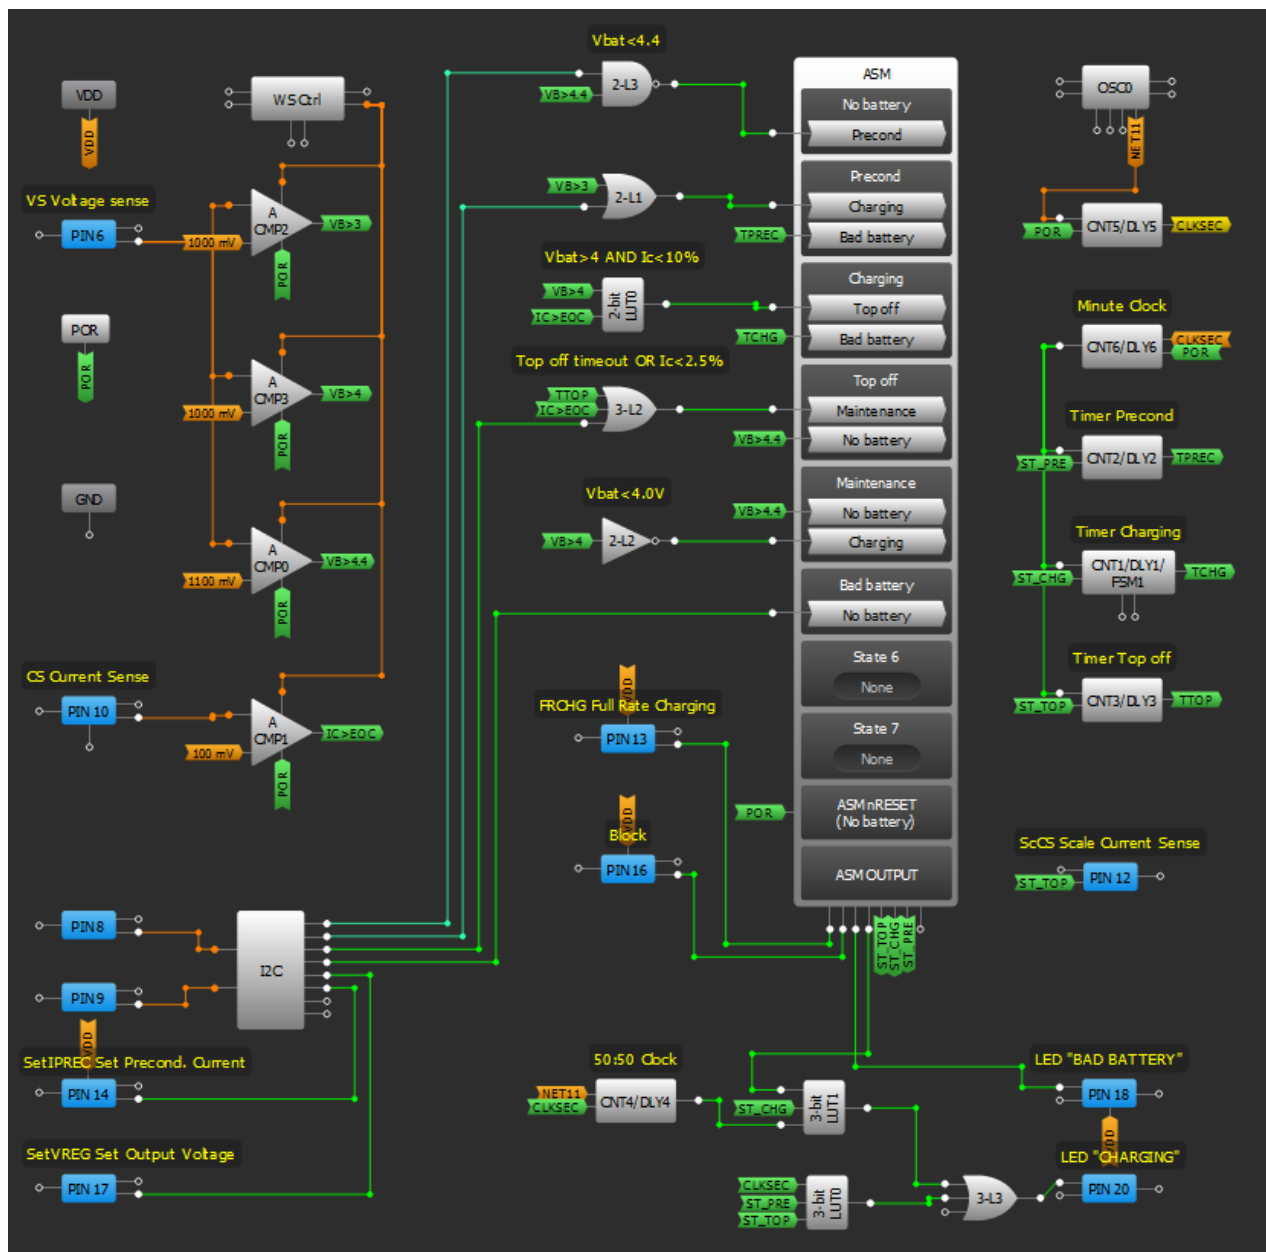 Vbat<4.4
VDD
VDD
WS Ctrl
2-L3
VB>4.4
ASM
No battery
Precond
OSC0
NET11
VS Voltage sense
PIN 6
1000 mV
A CMP2
VB>3
POR
VB>3
2-L1
TPREC
Precond
Charging
Bad battery
POR
CNT5/DLY5
CLKSEC
Vbat>4 AND Ic<10%
VB>4
IC>EOC
2-bit LUT0
TCHG
Charging
Top off
Bad battery
Minute Clock
CNT6/DLY6
CLKSEC
POR
POR
POR
1000 mV
A CMP3
VB>4
POR
Top off timeout OR Ic<2.5%
TTOP
IC>EOC
3-L2
VB>4.4
Top off
Maintenance
No battery
Timer Precond
ST_PRE
CNT2/DLY2
TPREC
GND
1100 mV
A CMP0
VB>4.4
POR
Vbat<4.0V
VB>4
2-L2
VB>4.4
Maintenance
No battery
Charging
Timer Charging
ST_CHG
CNT1/DLY1/
FSM1
TCHG
Bad battery
No battery
CS Current Sense
PIN 10
100 mV
A CMP1
IC>EOC
POR
VDD
FRCHG Full Rate Charging
PIN 13
State 6
None
State 7
None
Timer Top off
ST_TOP
CNT3/DLY3
TTOP
VDD
Block
PIN 16
POR
ASM nRESET
(No battery)
ASM OUTPUT
ST_TOP
ST_CHG
ST_PRE
ScCS Scale Current Sense
ST_TOP
PIN 12
PIN 8
PIN 9
I2C
VDD
SetIPREC Set Precond. Current
PIN 14
SetVREG Set Output Voltage
PIN 17
50:50 Clock
NET11
CLKSEC
CNT4/DLY4
ST_CHG
3-bit LUT1
LED "BAD BATTERY"
PIN 18
VDD
CLKSEC
ST_PRE
ST_TOP
3-bit LUT0
3-L3
LED "CHARGING"
PIN 20